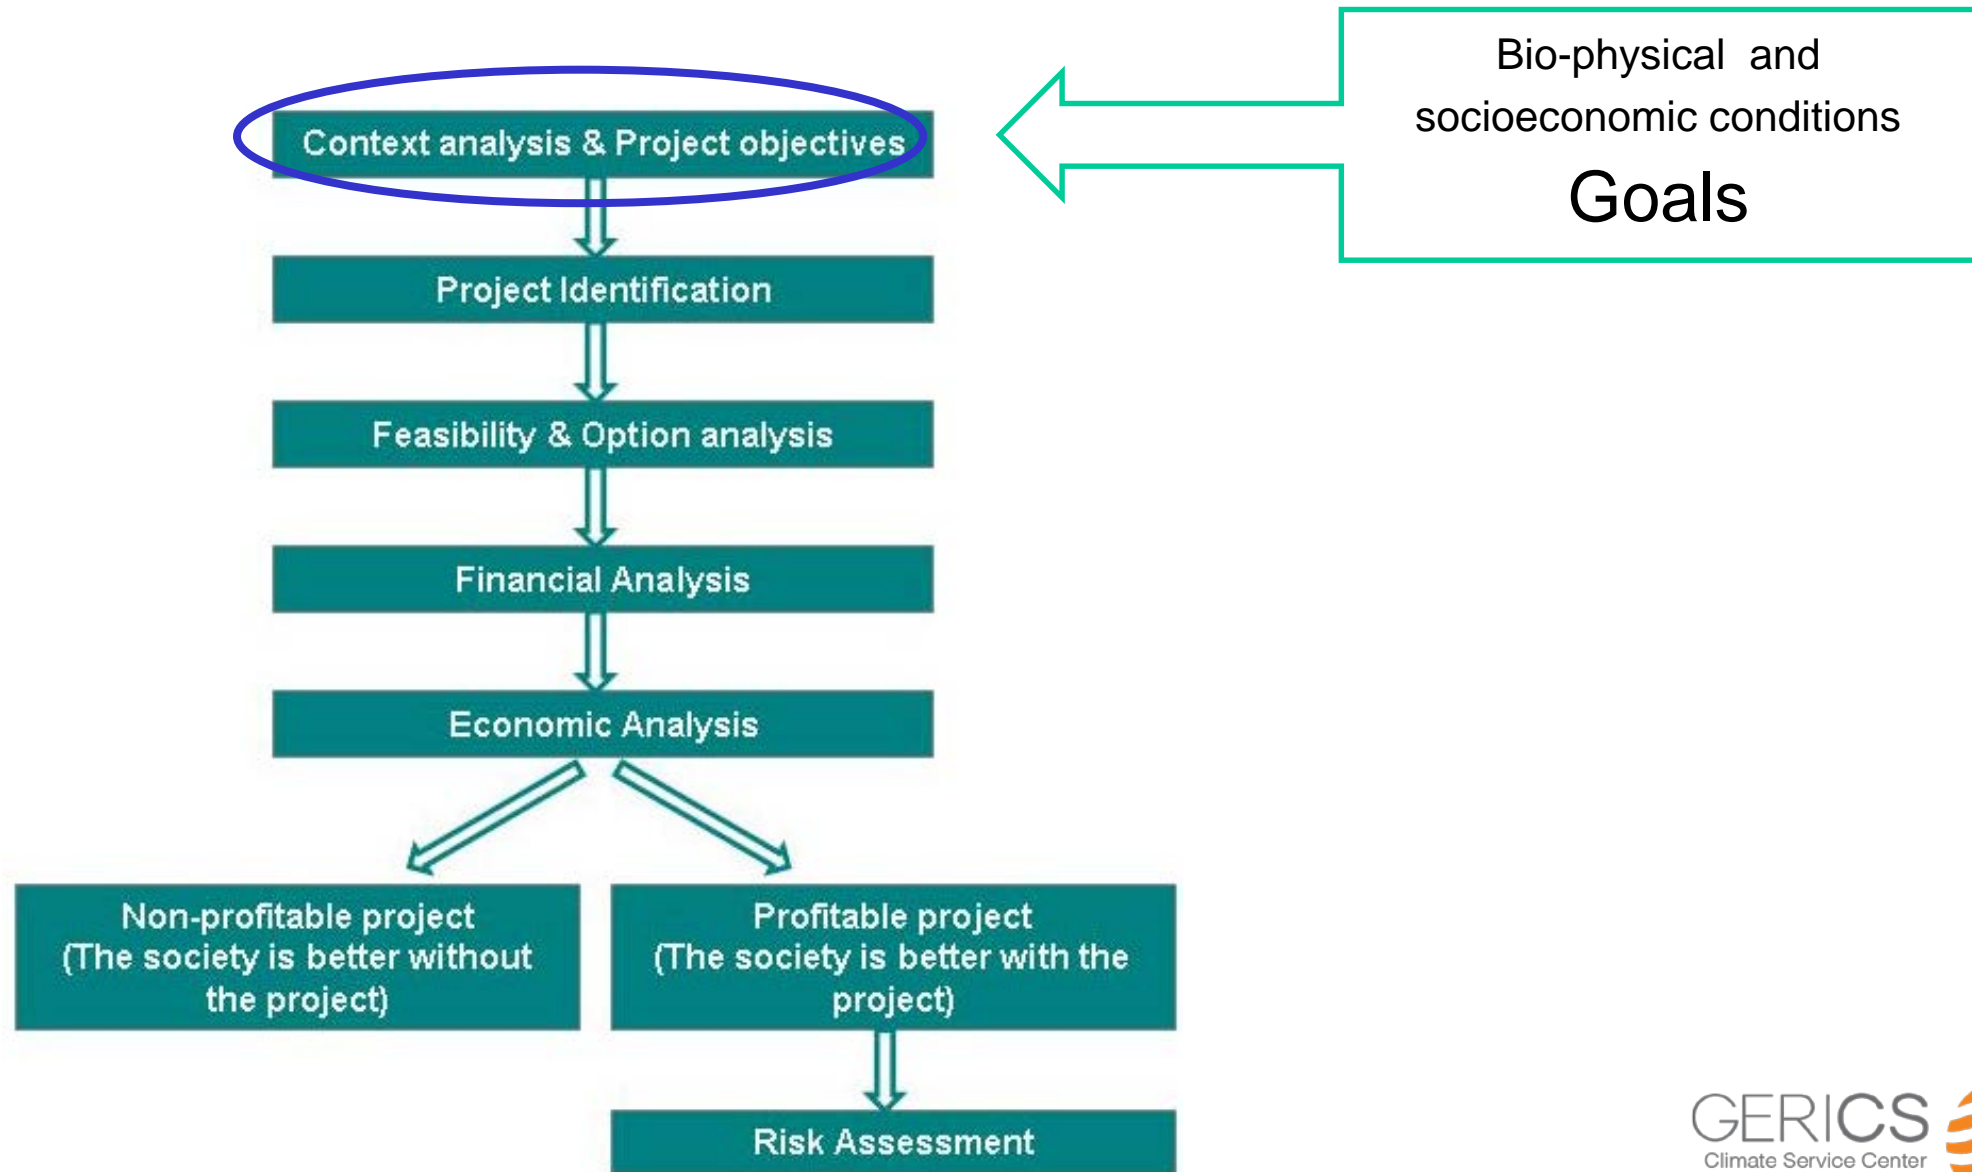 Bio-physical and
socioeconomic conditions
Goals
Context analysis & Project objectives
Project Identification
Feasibility & Option analysis
Financial Analysis
Economic Analysis
Non-profitable project
(The society is better without
the project)
Profitable project
(The society is better with the
project)
Risk Assessment
GERICS
Climate Service Center